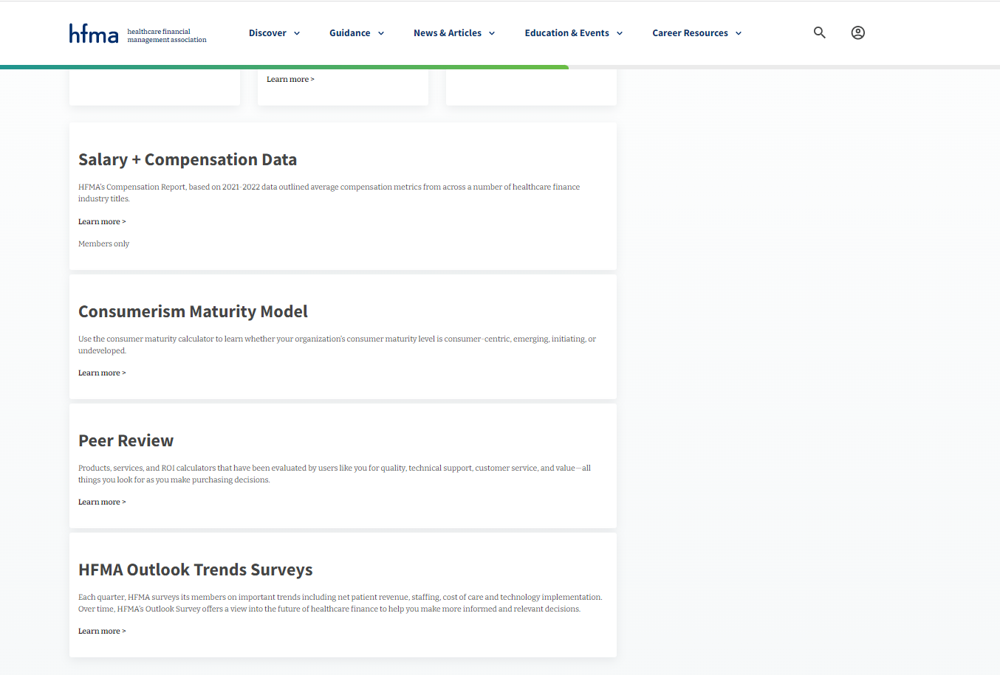 hfma
healthcare financial
management association
Discover
Guidance
News & Articles
Education & Events
Career Resources
Learn more >
Salary + Compensation Data
HFMA's Compensation Report, based on 2021-2022 data outlined average compensation metrics from across a number of healthcare finance
industry titles.
Learn more >
Members only
Consumerism Maturity Model
Use the consumer maturity calculator to learn whether your organization's consumer maturity level is consumer-centric, emerging, initiating, or
undeveloped.
Learn more >
Peer Review
Products, services, and ROI calculators that have been evaluated by users like you for quality, technical support, customer service, and value—all
things you look for as you make purchasing decisions.
Learn more >
HFMA Outlook Trends Surveys
Each quarter, HFMA surveys its members on important trends including net patient revenue, staffing, cost of care and technology implementation.
Over time, HFMA's Outlook Survey offers a view into the future of healthcare finance to help you make more informed and relevant decisions.
Learn more >